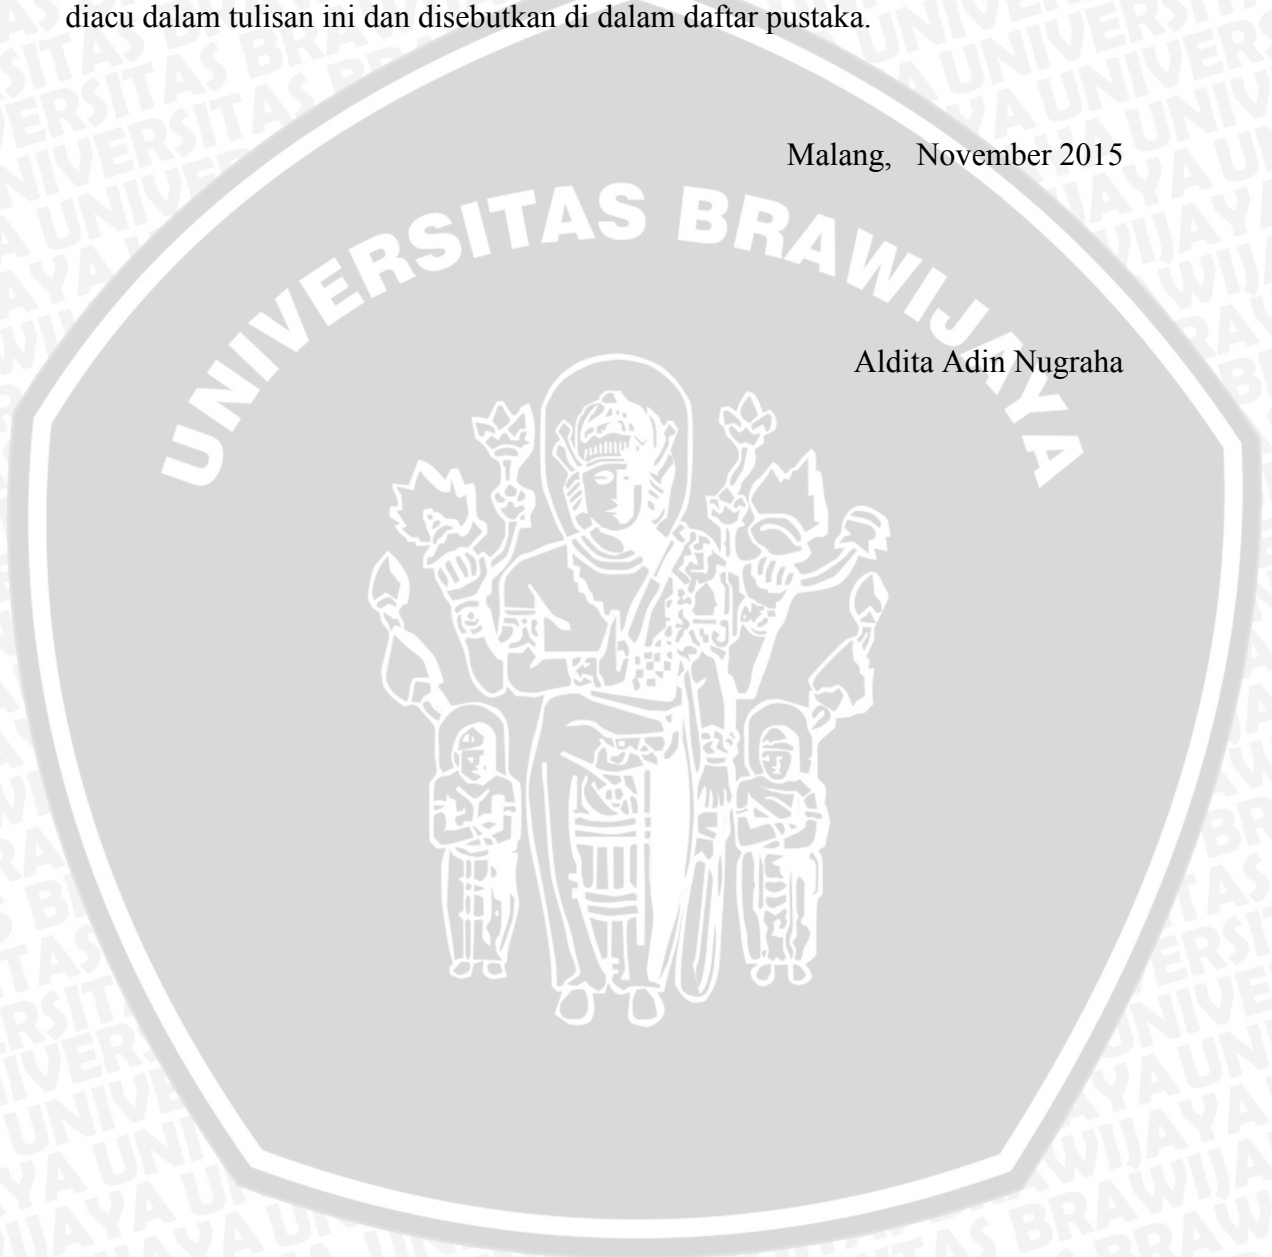 diacu dalam tulisan ini dan disebutkan di dalam daftar pustaka.
Malang, November 2015
UNIVERSITAS BRAWIJAYA
Aldita Adin Nugraha